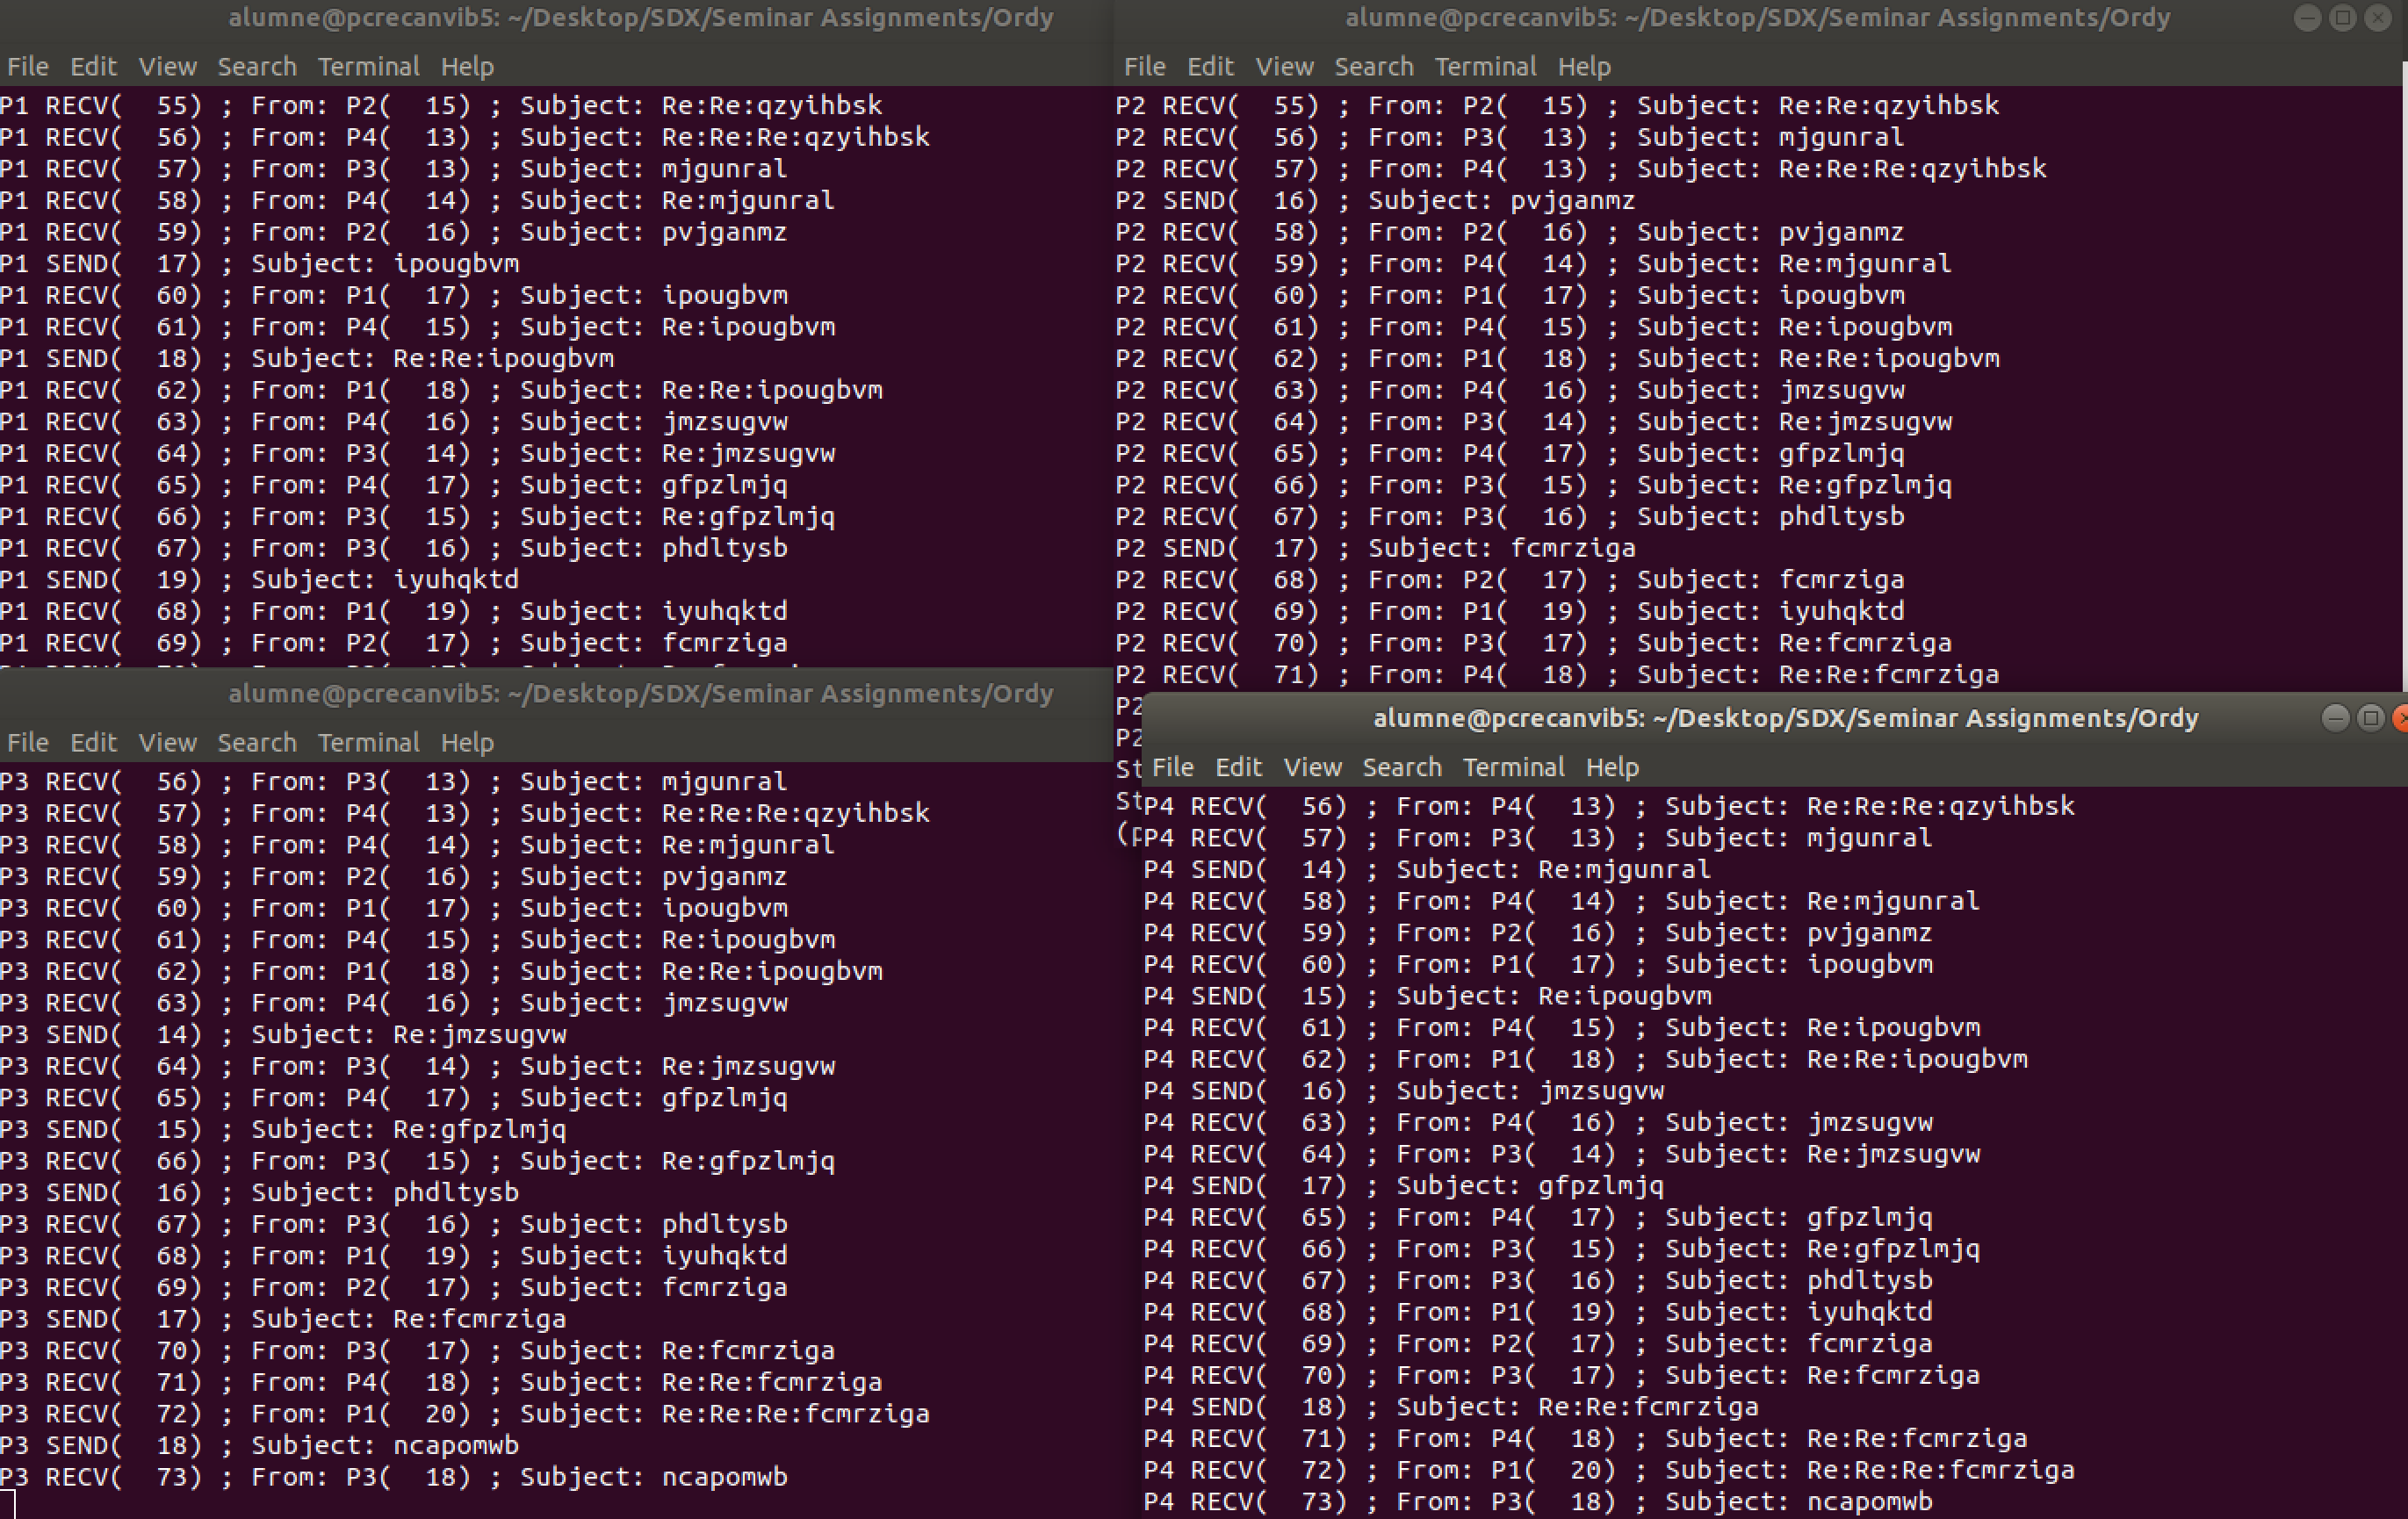 alumne@pcrecanvib5: ~/Desktop/SDX/Seminar Assignments/Ordy
File Edit View Search Terminal Help
P1 RECV(  55) ; From: P2(  15) ; Subject: Re:Re:qzyihbsk
P1 RECV(  56) ; From: P4(  13) ; Subject: Re:Re:Re:qzyihbsk
P1 RECV(  57) ; From: P3(  13) ; Subject: mjgunral
P1 RECV(  58) ; From: P4(  14) ; Subject: Re:mjgunral
P1 RECV(  59) ; From: P2(  16) ; Subject: pvjganmz
P1 SEND(  17) ; Subject: ipougbvm
P1 RECV(  60) ; From: P1(  17) ; Subject: ipougbvm
P1 RECV(  61) ; From: P4(  15) ; Subject: Re:ipougbvm
P1 SEND(  18) ; Subject: Re:Re:ipougbvm
P1 RECV(  62) ; From: P1(  18) ; Subject: Re:Re:ipougbvm
P1 RECV(  63) ; From: P4(  16) ; Subject: jmzsugvw
P1 RECV(  64) ; From: P3(  14) ; Subject: Re:jmzsugvw
P1 RECV(  65) ; From: P4(  17) ; Subject: gfpzlmjq
P1 RECV(  66) ; From: P3(  15) ; Subject: Re:gfpzlmjq
P1 RECV(  67) ; From: P3(  16) ; Subject: phdltysb
P1 SEND(  19) ; Subject: iyuhqktd
P1 RECV(  68) ; From: P1(  19) ; Subject: iyuhqktd
P1 RECV(  69) ; From: P2(  17) ; Subject: fcmrziga
alumne@pcrecanvib5: ~/Desktop/SDX/Seminar Assignments/Ordy
File Edit View Search Terminal Help
P2 RECV(  55) ; From: P2(  15) ; Subject: Re:Re:qzyihbsk
P2 RECV(  56) ; From: P3(  13) ; Subject: mjgunral
P2 RECV(  57) ; From: P4(  13) ; Subject: Re:Re:Re:qzyihbsk
P2 SEND(  16) ; Subject: pvjganmz
P2 RECV(  58) ; From: P2(  16) ; Subject: pvjganmz
P2 RECV(  59) ; From: P4(  14) ; Subject: Re:mjgunral
P2 RECV(  60) ; From: P1(  17) ; Subject: ipougbvm
P2 RECV(  61) ; From: P4(  15) ; Subject: Re:ipougbvm
P2 RECV(  62) ; From: P1(  18) ; Subject: Re:Re:ipougbvm
P2 RECV(  63) ; From: P4(  16) ; Subject: jmzsugvw
P2 RECV(  64) ; From: P3(  14) ; Subject: Re:jmzsugvw
P2 RECV(  65) ; From: P4(  17) ; Subject: gfpzlmjq
P2 RECV(  66) ; From: P3(  15) ; Subject: Re:gfpzlmjq
P2 RECV(  67) ; From: P3(  16) ; Subject: phdltysb
P2 SEND(  17) ; Subject: fcmrziga
P2 RECV(  68) ; From: P2(  17) ; Subject: fcmrziga
P2 RECV(  69) ; From: P1(  19) ; Subject: iyuhqktd
P2 RECV(  70) ; From: P3(  17) ; Subject: Re:fcmrziga
P2 RECV(  71) ; From: P4(  18) ; Subject: Re:Re:fcmrziga
P2
P2
St
St
alumne@pcrecanvib5: ~/Desktop/SDX/Seminar Assignments/Ordy
File Edit View Search Terminal Help
P3 RECV(  56) ; From: P3(  13) ; Subject: mjgunral
P3 RECV(  57) ; From: P4(  13) ; Subject: Re:Re:Re:qzyihbsk
P3 RECV(  58) ; From: P4(  14) ; Subject: Re:mjgunral
P3 RECV(  59) ; From: P2(  16) ; Subject: pvjganmz
P3 RECV(  60) ; From: P1(  17) ; Subject: ipougbvm
P3 RECV(  61) ; From: P4(  15) ; Subject: Re:ipougbvm
P3 RECV(  62) ; From: P1(  18) ; Subject: Re:Re:ipougbvm
P3 RECV(  63) ; From: P4(  16) ; Subject: jmzsugvw
P3 SEND(  14) ; Subject: Re:jmzsugvw
P3 RECV(  64) ; From: P3(  14) ; Subject: Re:jmzsugvw
P3 RECV(  65) ; From: P4(  17) ; Subject: gfpzlmjq
P3 SEND(  15) ; Subject: Re:gfpzlmjq
P3 RECV(  66) ; From: P3(  15) ; Subject: Re:gfpzlmjq
P3 SEND(  16) ; Subject: phdltysb
P3 RECV(  67) ; From: P3(  16) ; Subject: phdltysb
P3 RECV(  68) ; From: P1(  19) ; Subject: iyuhqktd
P3 RECV(  69) ; From: P2(  17) ; Subject: fcmrziga
P3 SEND(  17) ; Subject: Re:fcmrziga
P3 RECV(  70) ; From: P3(  17) ; Subject: Re:fcmrziga
P3 RECV(  71) ; From: P4(  18) ; Subject: Re:Re:fcmrziga
P3 RECV(  72) ; From: P1(  20) ; Subject: Re:Re:Re:fcmrziga
P3 SEND(  18) ; Subject: ncapomwb
P3 RECV(  73) ; From: P3(  18) ; Subject: ncapomwb
alumne@pcrecanvib5: ~/Desktop/SDX/Seminar Assignments/Ordy
File Edit View Search Terminal Help
P4 RECV(  56) ; From: P4(  13) ; Subject: Re:Re:Re:qzyihbsk
P4 RECV(  57) ; From: P3(  13) ; Subject: mjgunral
P4 SEND(  14) ; Subject: Re:mjgunral
P4 RECV(  58) ; From: P4(  14) ; Subject: Re:mjgunral
P4 RECV(  59) ; From: P2(  16) ; Subject: pvjganmz
P4 RECV(  60) ; From: P1(  17) ; Subject: ipougbvm
P4 SEND(  15) ; Subject: Re:ipougbvm
P4 RECV(  61) ; From: P4(  15) ; Subject: Re:ipougbvm
P4 RECV(  62) ; From: P1(  18) ; Subject: Re:Re:ipougbvm
P4 SEND(  16) ; Subject: jmzsugvw
P4 RECV(  63) ; From: P4(  16) ; Subject: jmzsugvw
P4 RECV(  64) ; From: P3(  14) ; Subject: Re:jmzsugvw
P4 SEND(  17) ; Subject: gfpzlmjq
P4 RECV(  65) ; From: P4(  17) ; Subject: gfpzlmjq
P4 RECV(  66) ; From: P3(  15) ; Subject: Re:gfpzlmjq
P4 RECV(  67) ; From: P3(  16) ; Subject: phdltysb
P4 RECV(  68) ; From: P1(  19) ; Subject: iyuhqktd
P4 RECV(  69) ; From: P2(  17) ; Subject: fcmrziga
P4 RECV(  70) ; From: P3(  17) ; Subject: Re:fcmrziga
P4 SEND(  18) ; Subject: Re:Re:fcmrziga
P4 RECV(  71) ; From: P4(  18) ; Subject: Re:Re:fcmrziga
P4 RECV(  72) ; From: P1(  20) ; Subject: Re:Re:Re:fcmrziga
P4 RECV(  73) ; From: P3(  18) ; Subject: ncapomwb